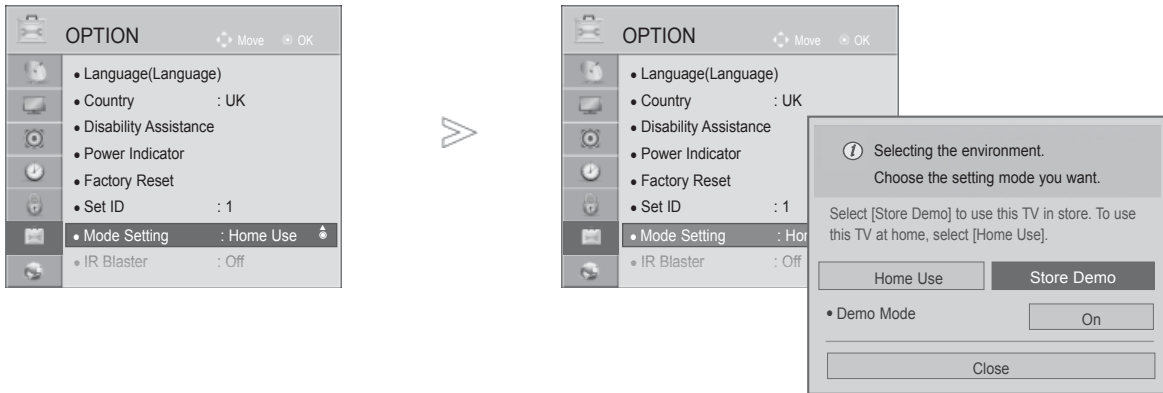 OPTION Move OK
• Language(Language)
• Country : UK
• Disability Assistance
• Power Indicator
• Factory Reset
• Set ID : 1
• Mode Setting : Home Use
• IR Blaster : Off
OPTION Move OK
• Language(Language)
• Country : UK
• Disability Assistance
• Power Indicator
• Factory Reset
• Set ID : 1
• Mode Setting : Hor
• IR Blaster : Off
i Selecting the environment.
Choose the setting mode you want.
Select [Store Demo] to use this TV in store. To use
this TV at home, select [Home Use].
Home Use Store Demo
• Demo Mode On
Close